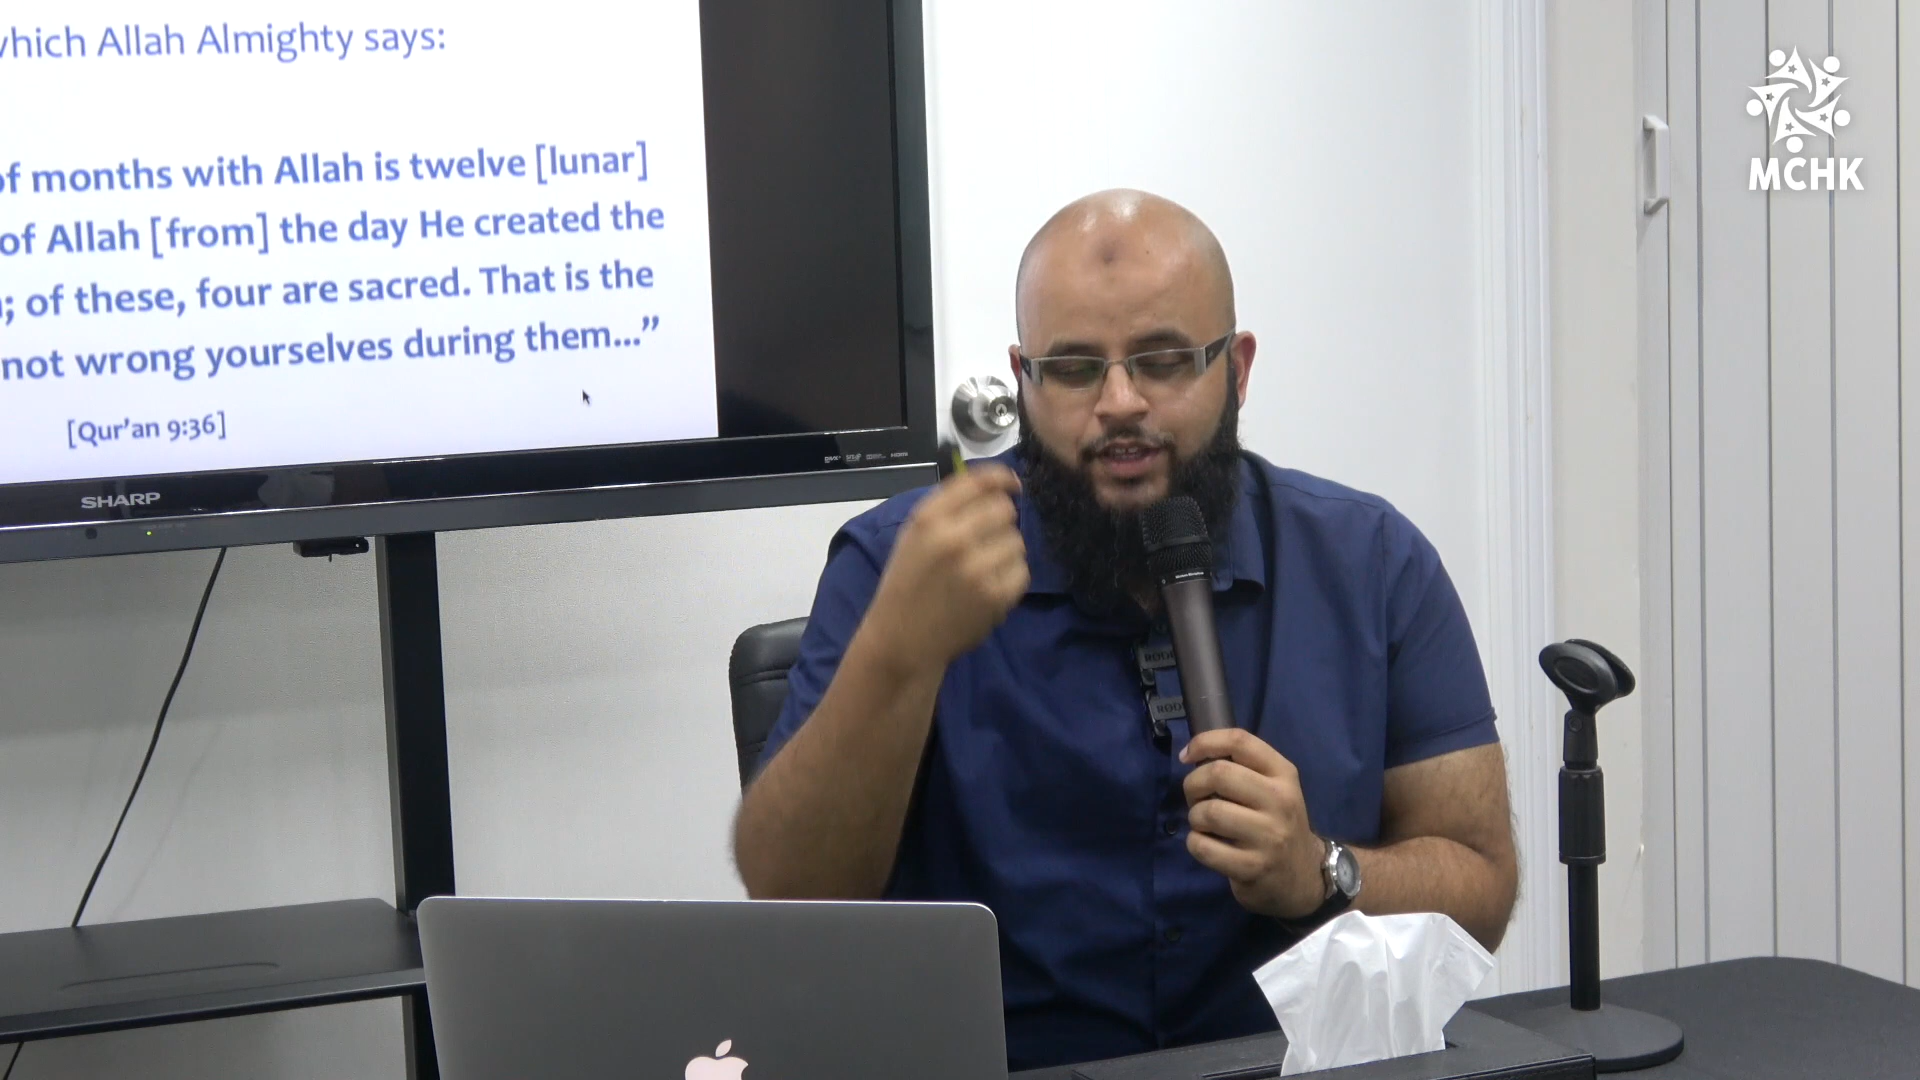 which Allah Almighty says:
of months with Allah is twelve [lunar]
of Allah [from] the day He created the
; of these, four are sacred. That is the
not wrong yourselves during them...”
[Qur’an 9:36]
SHARP
MCHK
RODE
RODE